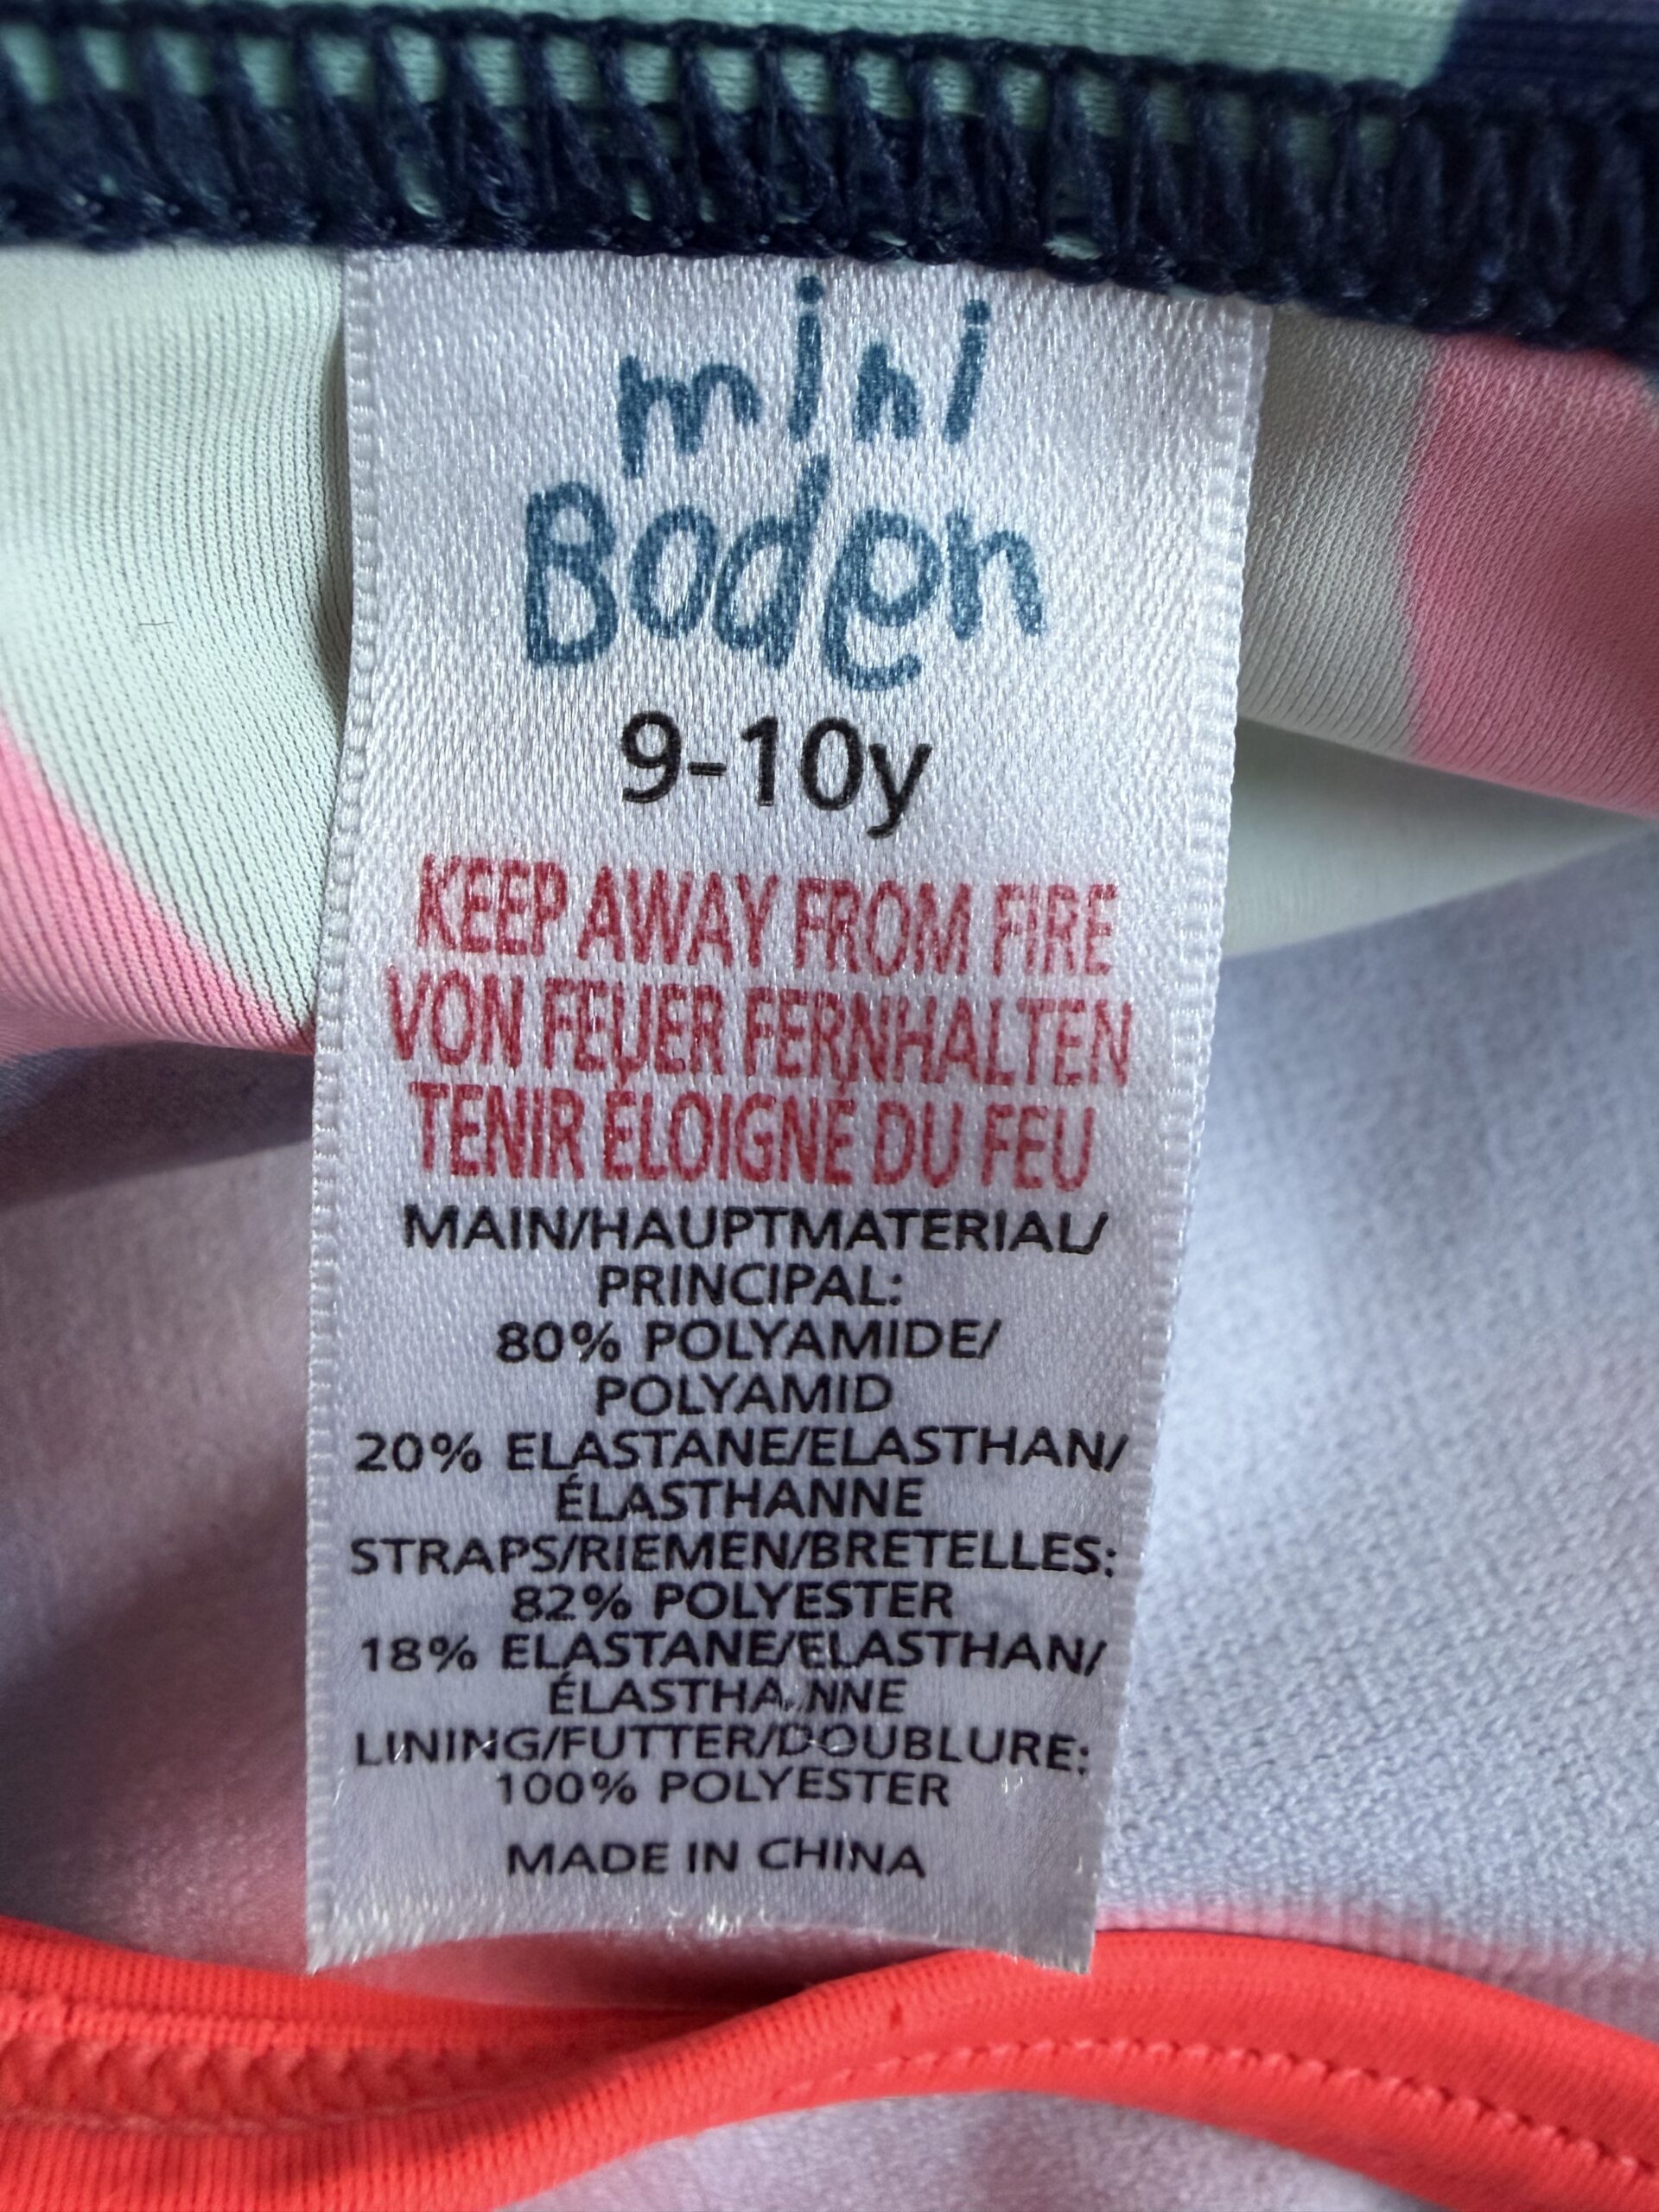 mini
Boden
9-10y
KEEP AWAY FROM FIRE
VON FEUER FERNHALTEN
TENIR ÉLOIGNÉ DU FEU
MAIN/HAUPTMATERIAL/
PRINCIPAL:
80% POLYAMIDE/
POLYAMID
20% ELASTANE/ELASTHAN/
ÉLASTHANNE
STRAPS/RIEMEN/BRETELLES:
82% POLYESTER
18% ELASTANE/ELASTHAN/
ÉLASTHANNE
LINING/FUTTER/DOUBLURE:
100% POLYESTER
MADE IN CHINA